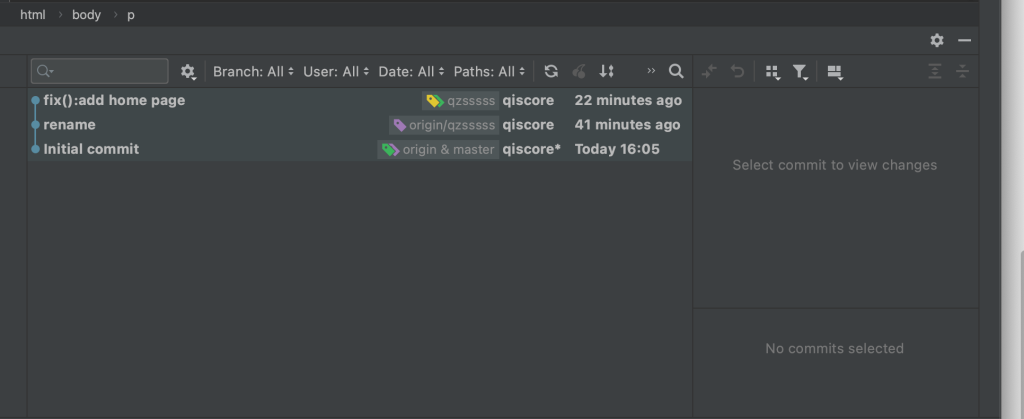 html › body › p
Branch: All User: All Date: All Paths: All »
fix():add home page qzsssss qiscore 22 minutes ago
rename origin/qzsssss qiscore 41 minutes ago
Initial commit origin & master qiscore* Today 16:05
Select commit to view changes
No commits selected